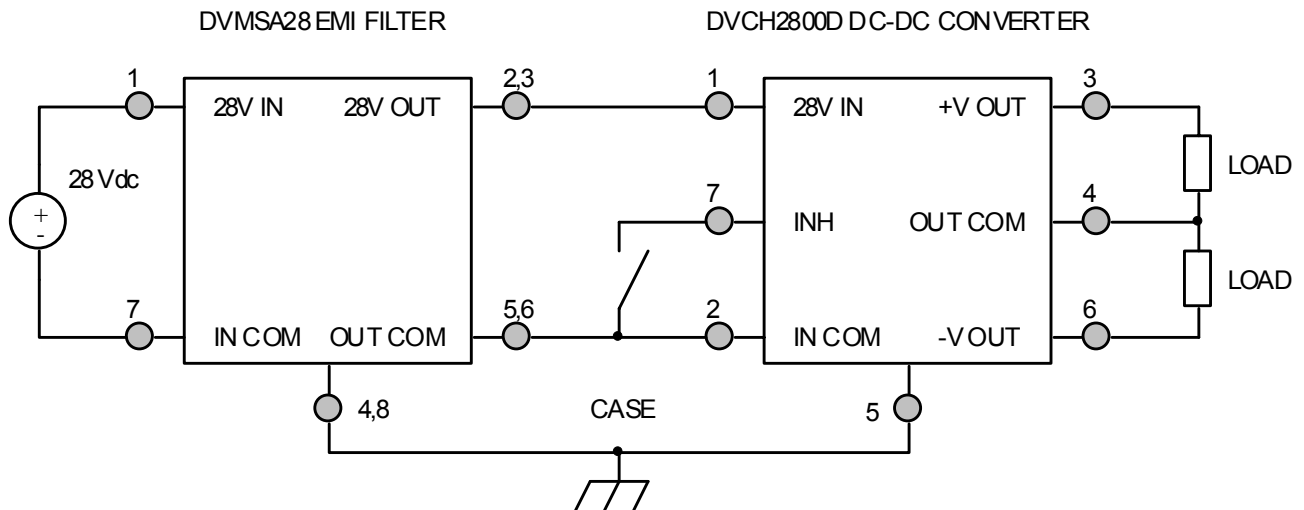 DVMSA28 EMI FILTER
DVCH2800D DC-DC CONVERTER
1
2,3
1
3
28V IN
28V OUT
28V IN
+V OUT
28 Vdc
LOAD
+
-
7
4
INH
OUT COM
LOAD
7
5,6
2
6
IN COM
OUT COM
IN COM
-V OUT
4,8
CASE
5